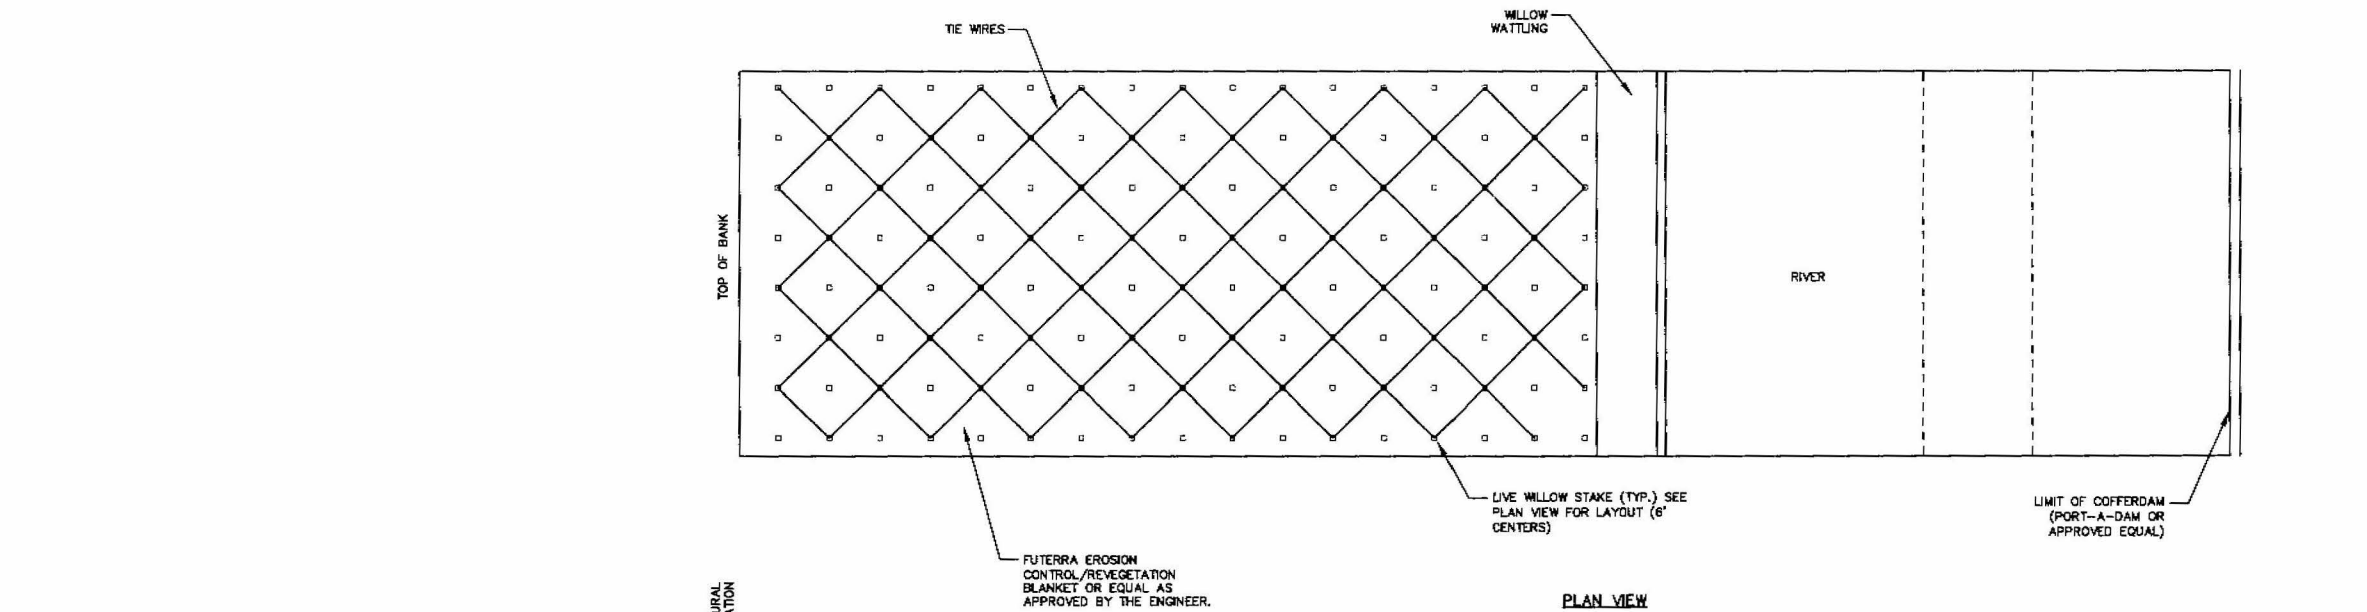 WILLOW
WATTLING
TIE WIRES
TOP OF BANK
RIVER
LIVE WILLOW STAKE (TYP.) SEE
PLAN VIEW FOR LAYOUT (6'
CENTERS)
LIMIT OF COFFERDAM
(PORT-A-DAM OR
APPROVED EQUAL)
FUTERRA EROSION
CONTROL/REVEGETATION
BLANKET OR EQUAL AS
APPROVED BY THE ENGINEER.
PLAN VIEW